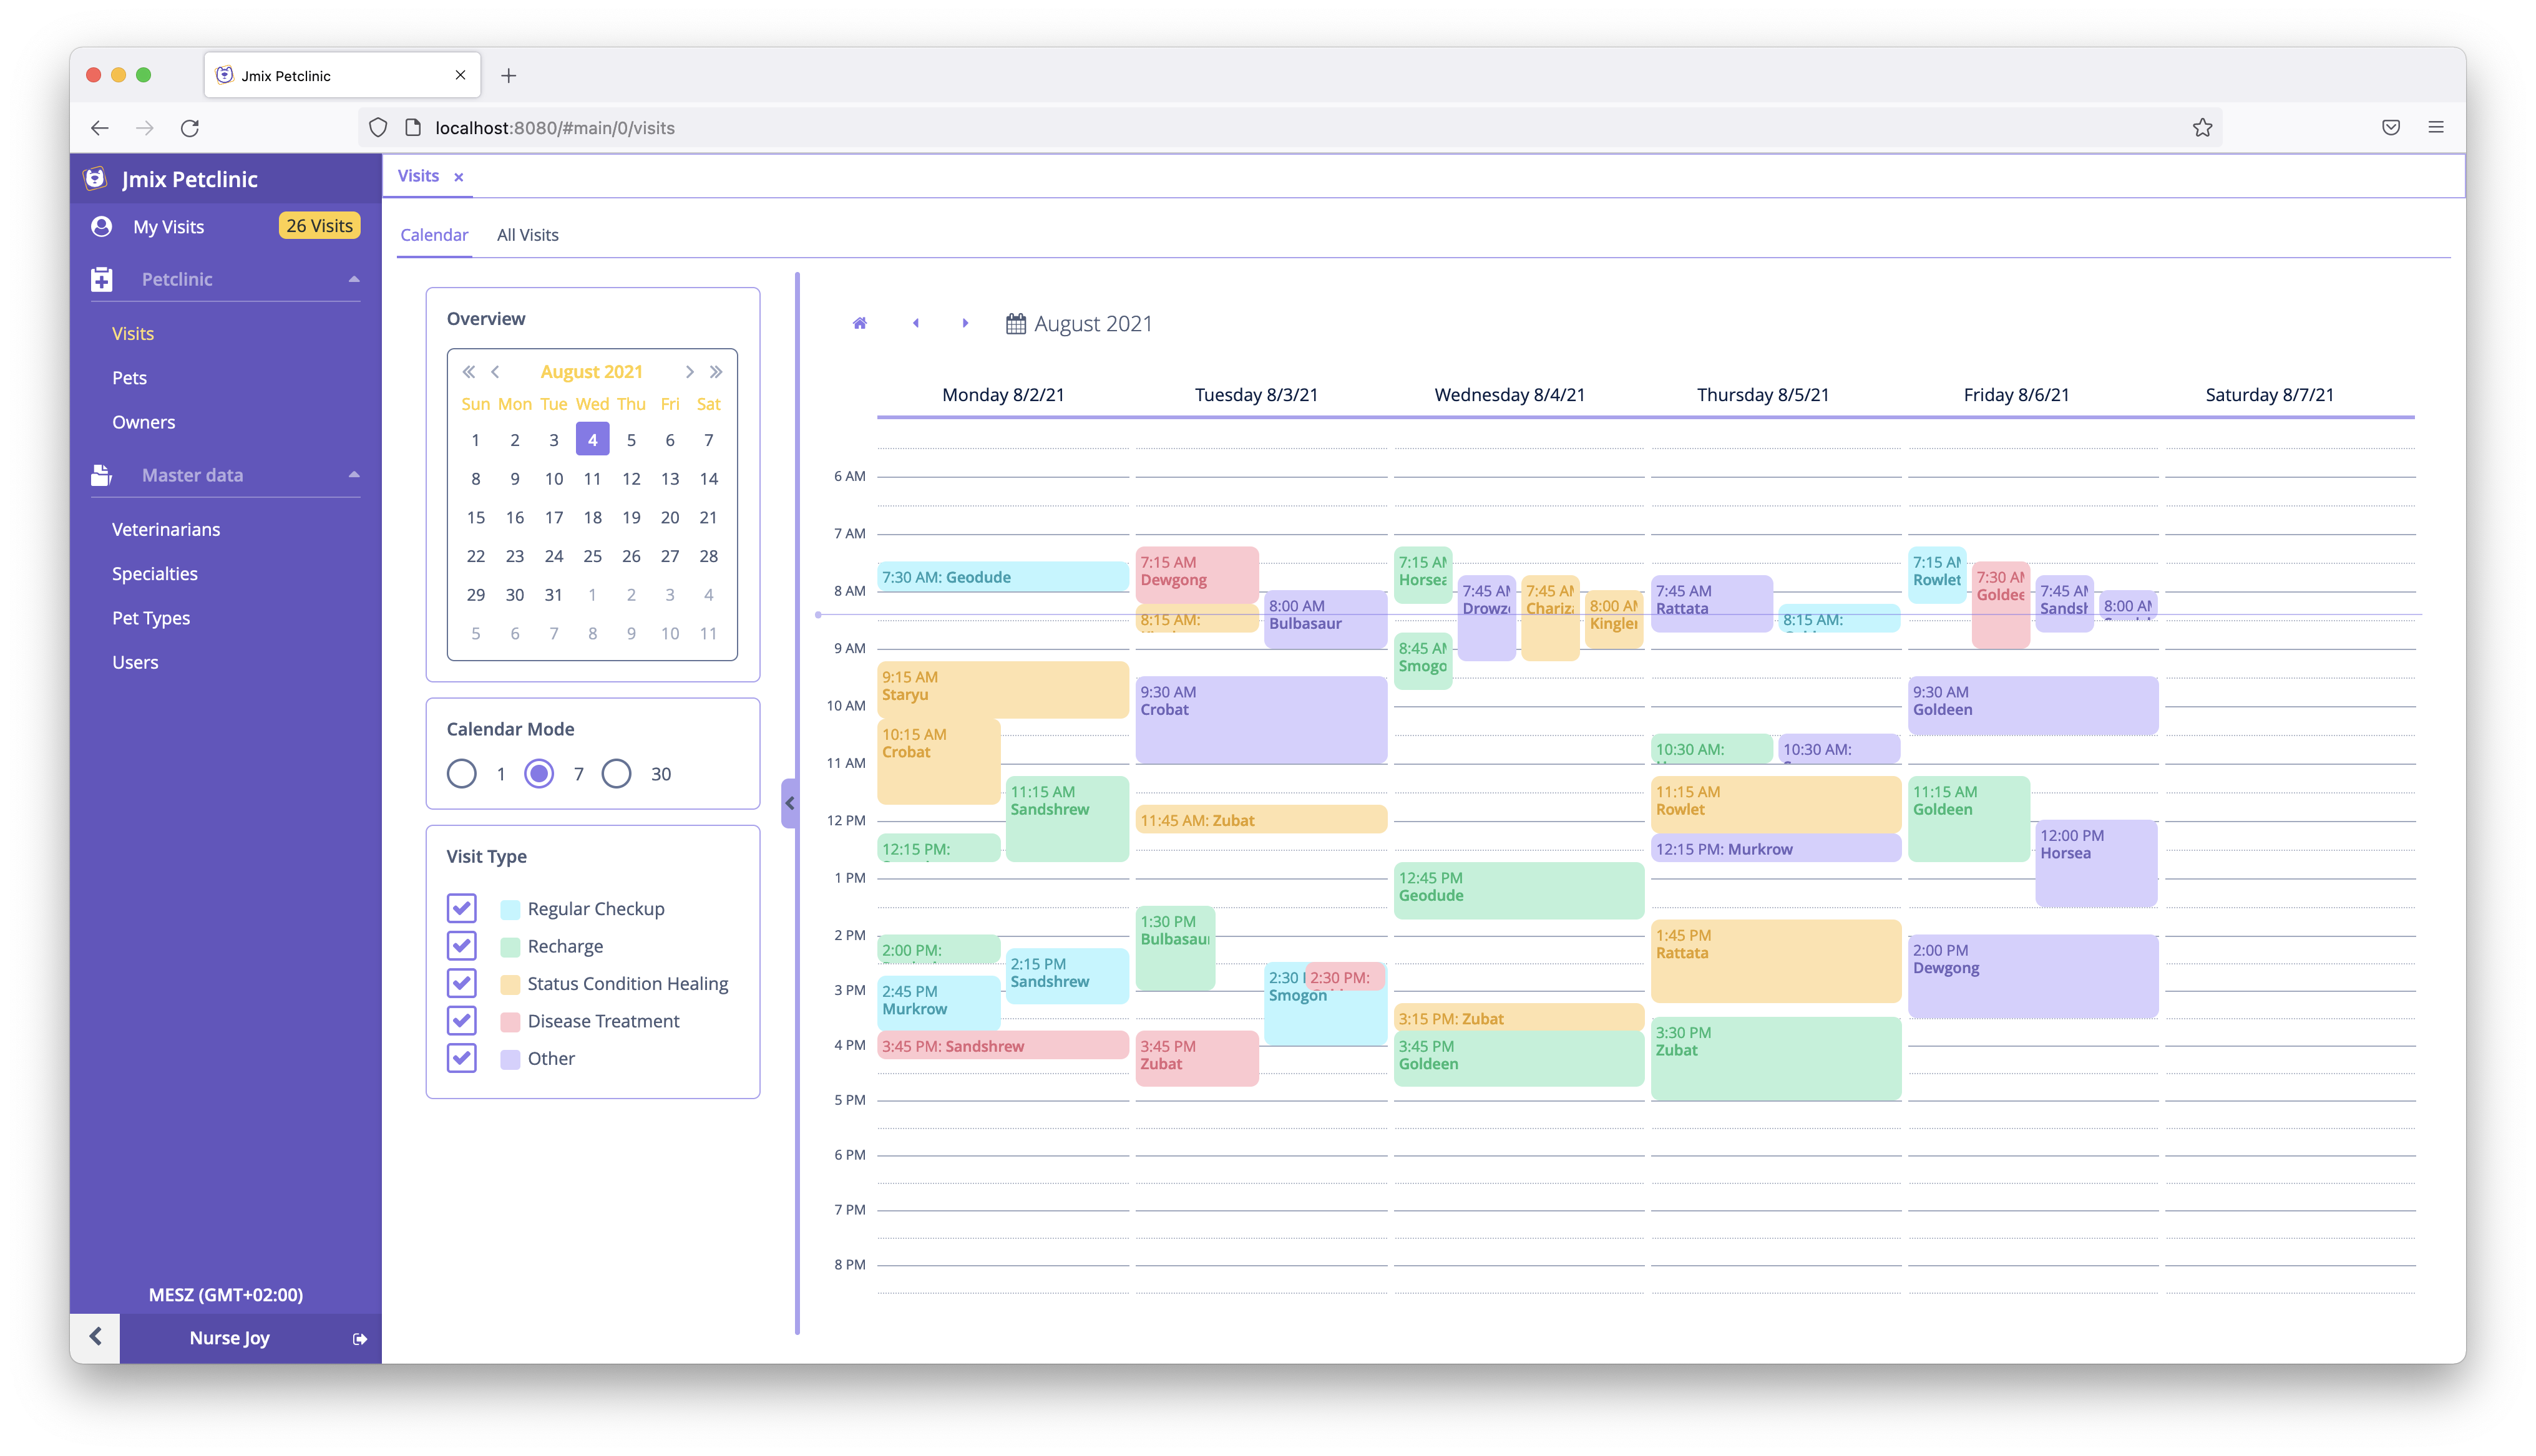 Jmix Petclinic
localhost:8080/#main/0/visits
Jmix Petclinic
My Visits
26 Visits
Petclinic
Visits
Pets
Owners
Master data
Veterinarians
Specialties
Pet Types
Users
MESZ (GMT+02:00)
Nurse Joy
Visits
Calendar
All Visits
Overview
August 2021
Sun Mon Tue Wed Thu Fri Sat
1 2 3 4 5 6 7
8 9 10 11 12 13 14
15 16 17 18 19 20 21
22 23 24 25 26 27 28
29 30 31 1 2 3 4
5 6 7 8 9 10 11
Calendar Mode
1 7 30
Visit Type
Regular Checkup
Recharge
Status Condition Healing
Disease Treatment
Other
August 2021
Monday 8/2/21
Tuesday 8/3/21
Wednesday 8/4/21
Thursday 8/5/21
Friday 8/6/21
Saturday 8/7/21
6 AM
7 AM
8 AM
9 AM
10 AM
11 AM
12 PM
1 PM
2 PM
3 PM
4 PM
5 PM
6 PM
7 PM
8 PM
7:30 AM: Geodude
9:15 AM
Staryu
10:15 AM
Crobat
11:15 AM
Sandshrew
12:15 PM:
2:00 PM:
2:15 PM
Sandshrew
2:45 PM
Murkrow
3:45 PM: Sandshrew
7:15 AM
Dewgong
8:15 AM:
8:00 AM
Bulbasaur
9:30 AM
Crobat
11:45 AM: Zubat
1:30 PM
Bulbasau
2:30
Smogon
2:30 PM:
3:45 PM
Zubat
7:15 AM
Horsea
7:45 AM
Drowz
7:45 AM
Chariz
8:00 AM
Kingler
8:45 AM
Smogo
12:45 PM
Geodude
3:15 PM: Zubat
3:45 PM
Goldeen
7:45 AM
Rattata
8:15 AM:
10:30 AM:
10:30 AM:
11:15 AM
Rowlet
12:15 PM: Murkrow
1:45 PM
Rattata
3:30 PM
Zubat
7:15 AM
Rowlet
7:30 AM
Goldee
7:45 AM
Sandsh
8:00 AM
9:30 AM
Goldeen
11:15 AM
Goldeen
12:00 PM
Horsea
2:00 PM
Dewgong